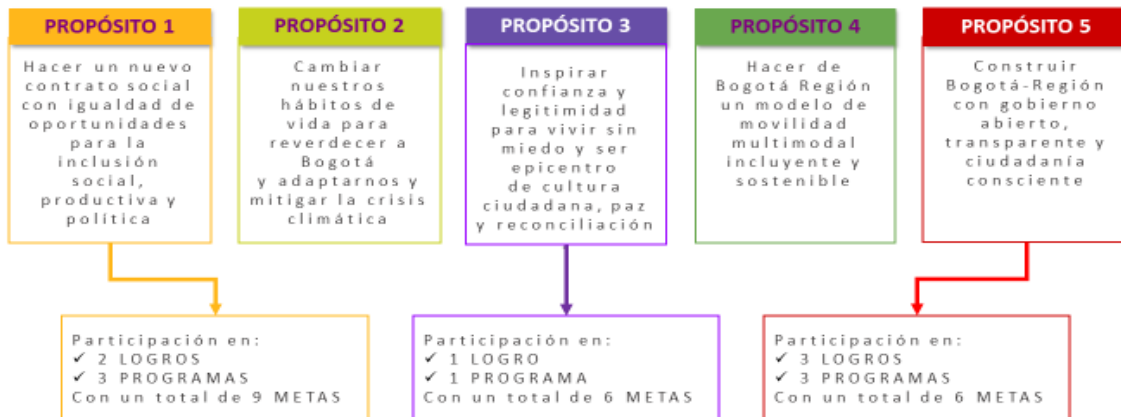 PROPÓSITO 1
Hacer un nuevo
contrato social
con igualdad de
oportunidades
para la
inclusión
social,
productiva y
política
PROPÓSITO 2
Cambiar
nuestros
hábitos de
vida para
reverdecer a
Bogotá
y adaptarnos y
mitigar la crisis
climática
PROPÓSITO 3
Inspirar
confianza y
legitimidad
para vivir sin
miedo y ser
epicentro
de cultura
ciudadana, paz
y reconciliación
PROPÓSITO 4
Hacer de
Bogotá Región
un modelo de
movilidad
multimodal
incluyente y
sostenible
PROPÓSITO 5
Construir
Bogotá-Región
con gobierno
abierto,
transparente y
ciudadanía
consciente
Participación en:
✓ 2 LOGROS
✓ 3 PROGRAMAS
Con un total de 9 METAS
Participación en:
✓ 1 LOGRO
✓ 1 PROGRAMA
Con un total de 6 METAS
Participación en:
✓ 3 LOGROS
✓ 3 PROGRAMAS
Con un total de 6 METAS